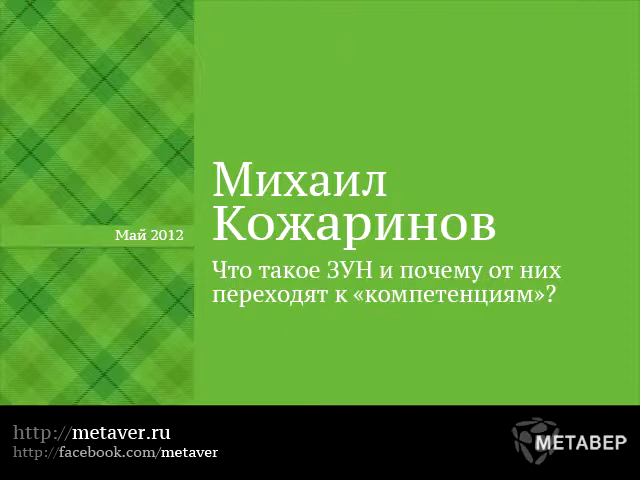 Михаил
Кожаринов
Май 2012
Что такое ЗУН и почему от них
переходят к «компетенциям»?
http://metaver.ru
http://facebook.com/metaver
МЕТАВЕР